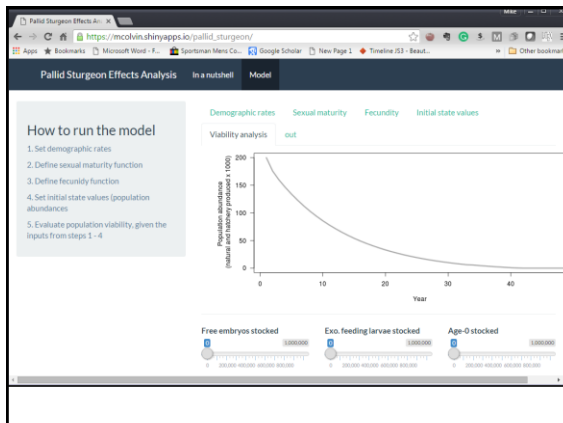 Pallid Sturgeon Effects An
https://mcolvin.shinyapps.io/pallid_sturgeon/
Apps Bookmarks Microsoft Word - F... Sportsman Mens Co... Google Scholar New Page 1 Timeline JS3 - Beaut... » Other bookmar
Pallid Sturgeon Effects Analysis In a nutshell Model
How to run the model
1. Set demographic rates
2. Define sexual maturity function
3. Define fecunidy function
4. Set initial state values (population
abundances
5. Evaluate population viability, given the
inputs from steps 1 - 4
Demographic rates Sexual maturity Fecundity Initial state values
Viability analysis out
Population abundance
(natural and hatchery produced x 1000)
200
150
100
50
0
0 10 20 30 40
Year
Free embryos stocked Exo. feeding larvae stocked Age-0 stocked
0 1,000,000 0 1,000,000 0 1,000,000
0 200,000 400,000 600,000 800,000 0 200,000 400,000 600,000 800,000 0 200,000 400,000 600,000 800,000